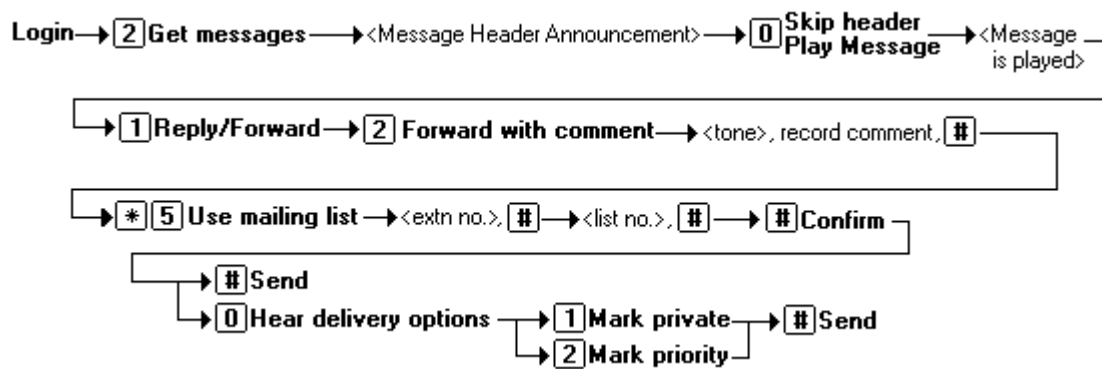 Login 2 Get messages <Message Header Announcement> 0 Skip header Play Message <Message is played>
1 Reply/Forward 2 Forward with comment <tone>, record comment, #
* 5 Use mailing list <extn no.>, # <list no.>, # # Confirm
# Send
0 Hear delivery options 1 Mark private # Send
2 Mark priority